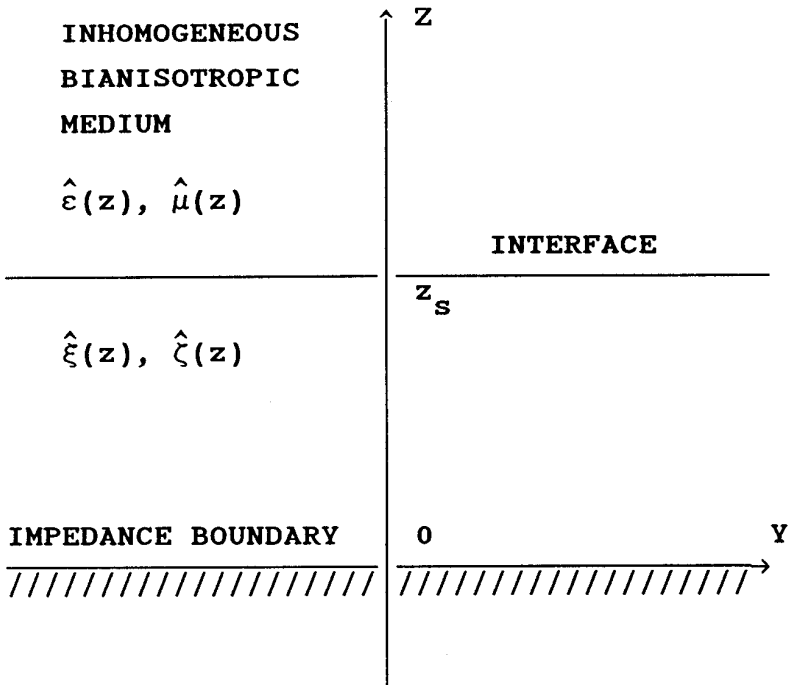 Z
INHOMOGENEOUS
BIANISOTROPIC
MEDIUM
ε̂(z), μ̂(z)
INTERFACE
z_s
ξ̂(z), ζ̂(z)
IMPEDANCE BOUNDARY
0
Y